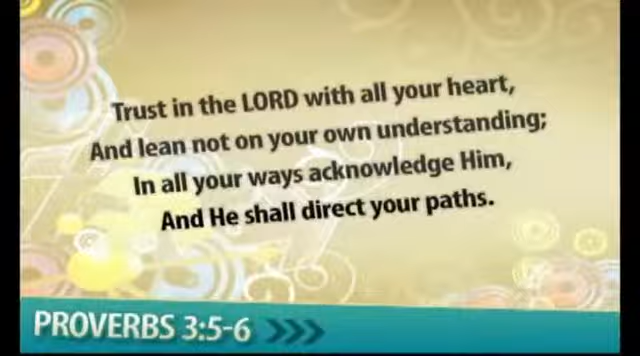 Trust in the LORD with all your heart,
And lean not on your own understanding;
In all your ways acknowledge Him,
And He shall direct your paths.
PROVERBS 3:5-6